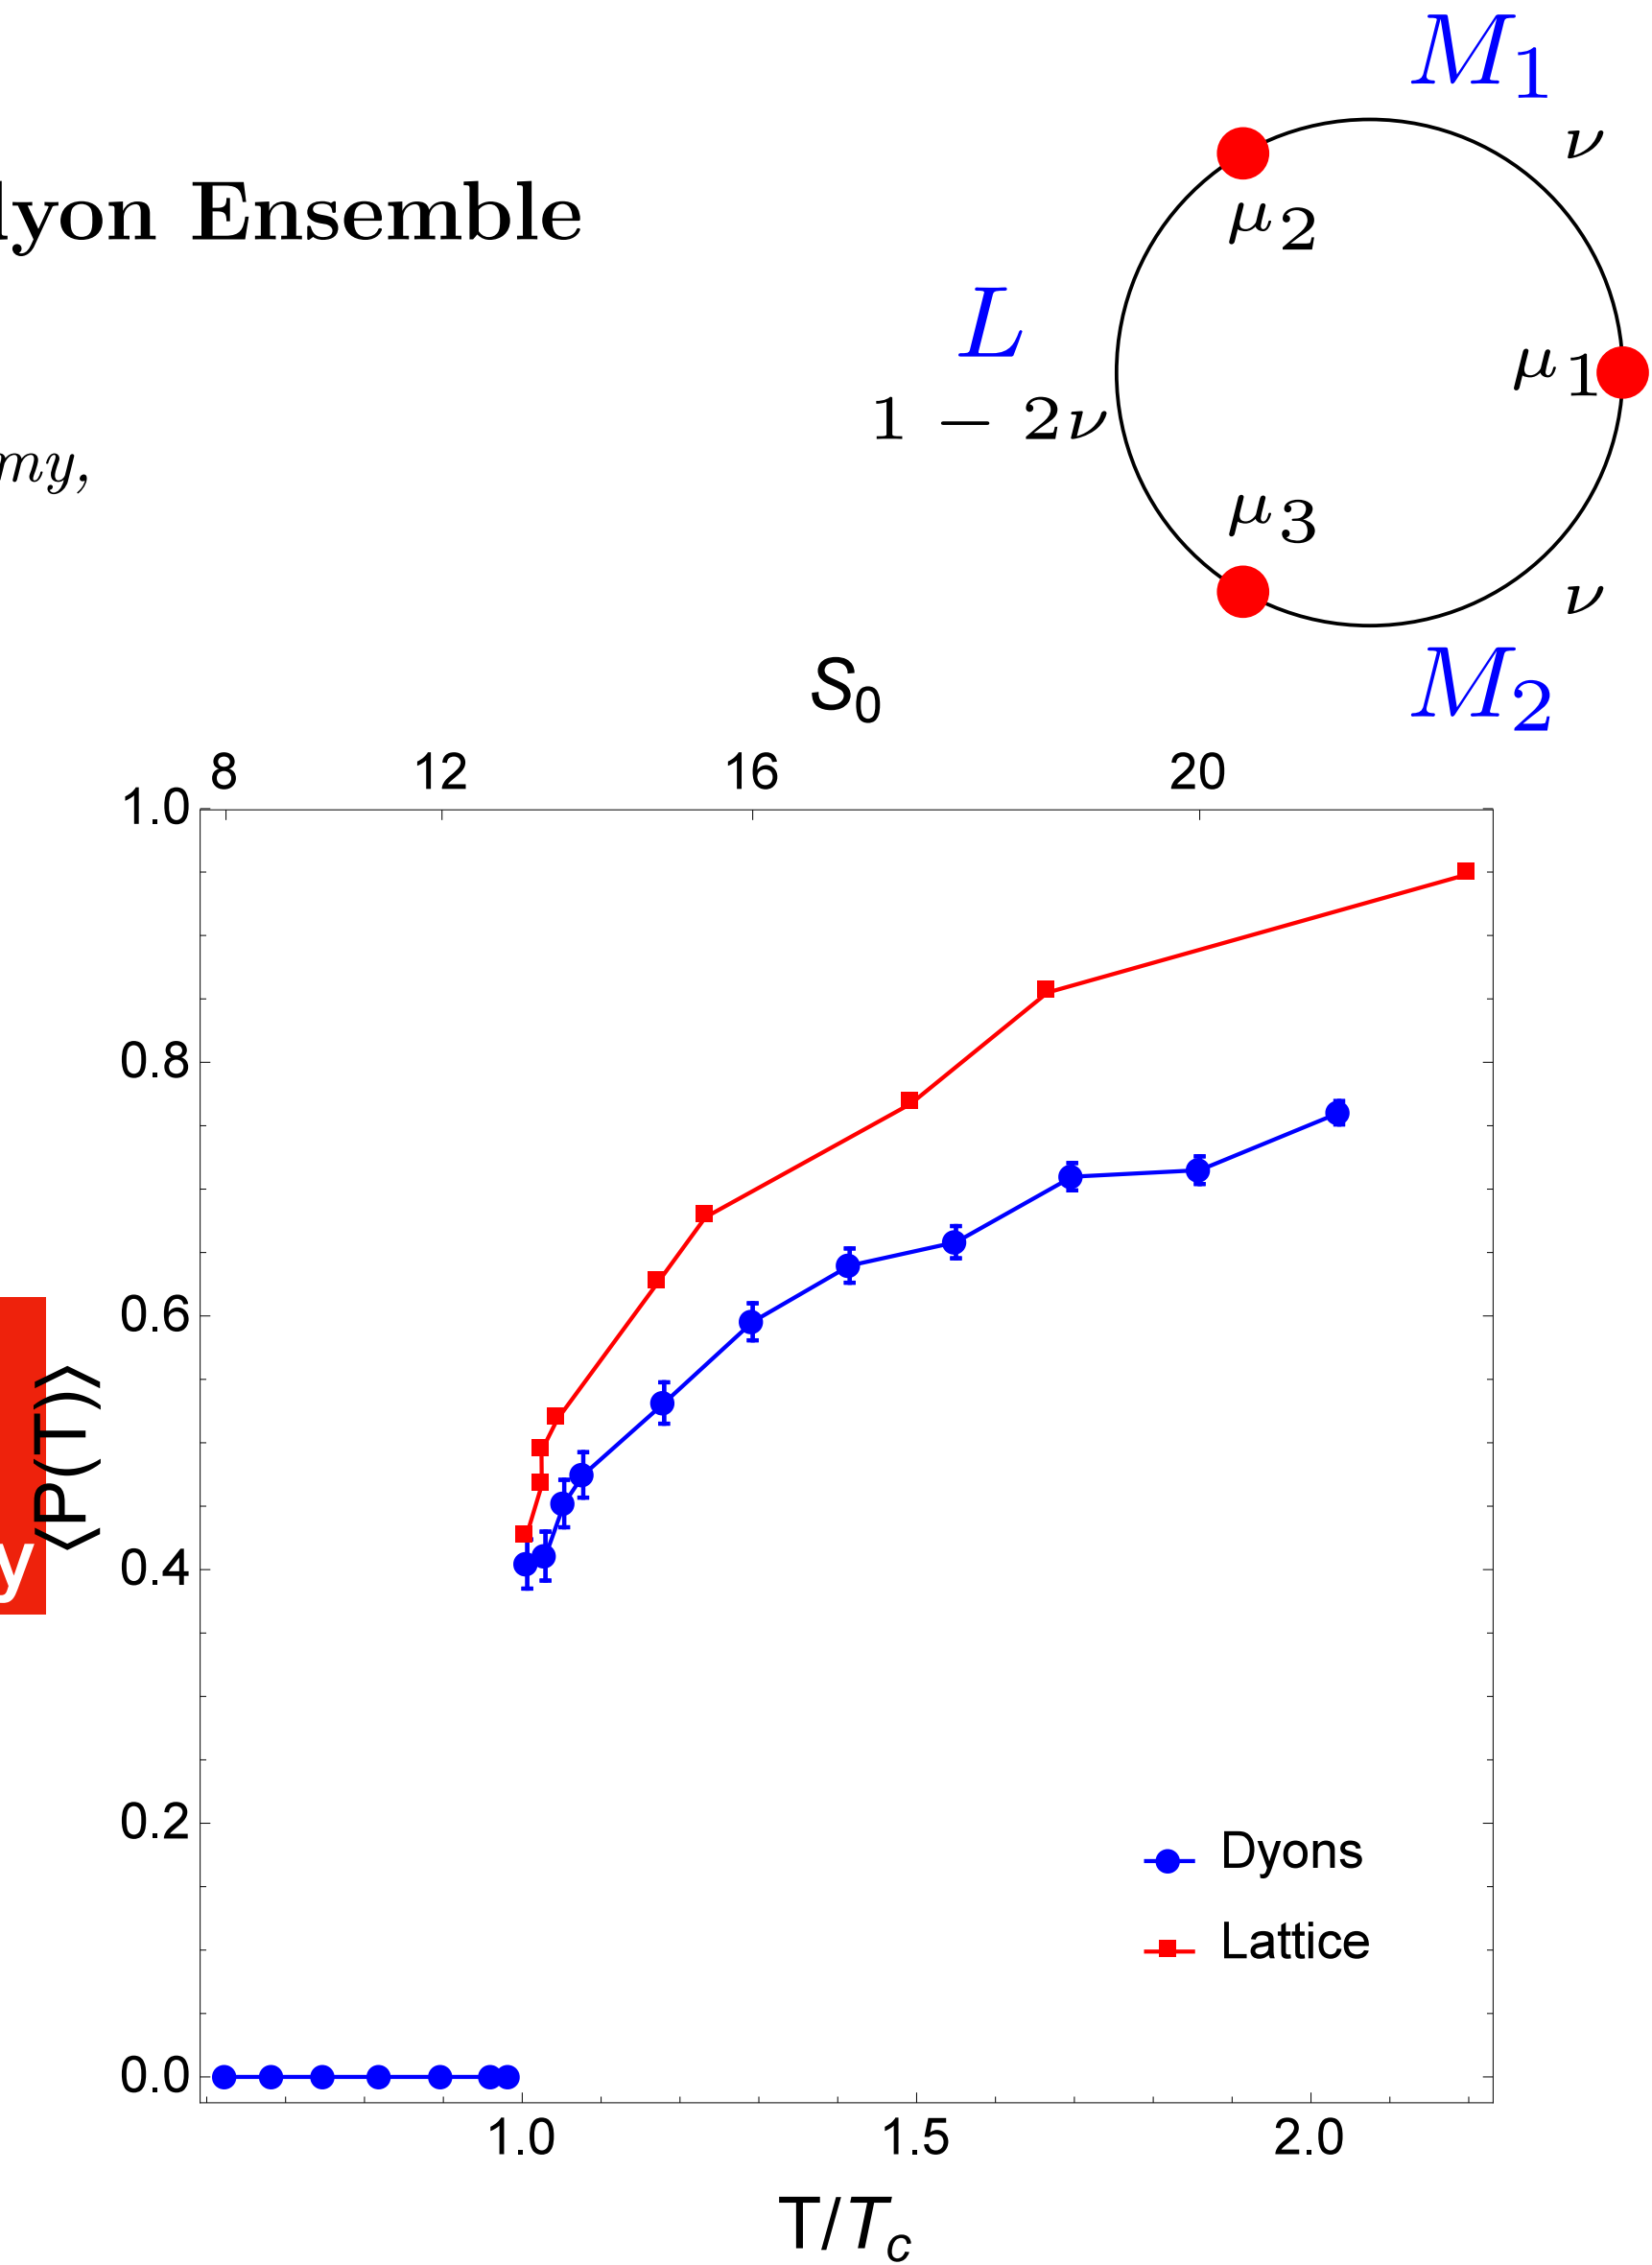 M1
ν
yon Ensemble
μ2
L
μ1
1 − 2ν
my,
μ3
ν
M2
S0
8 12 16 20
1.0
0.8
0.6
0.4
0.2
0.0
⟨P(T)⟩
y
Dyons
Lattice
1.0 1.5 2.0
T/Tc